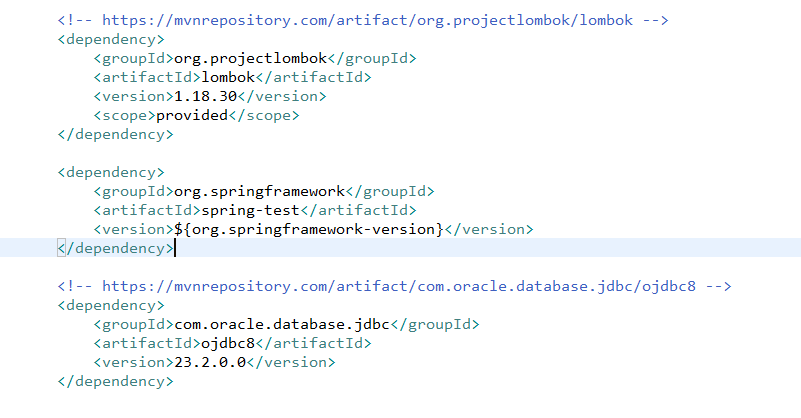 <!-- https://mvnrepository.com/artifact/org.projectlombok/lombok -->
<dependency>
    <groupId>org.projectlombok</groupId>
    <artifactId>lombok</artifactId>
    <version>1.18.30</version>
    <scope>provided</scope>
</dependency>

<dependency>
    <groupId>org.springframework</groupId>
    <artifactId>spring-test</artifactId>
    <version>${org.springframework-version}</version>
</dependency>

<!-- https://mvnrepository.com/artifact/com.oracle.database.jdbc/ojdbc8 -->
<dependency>
    <groupId>com.oracle.database.jdbc</groupId>
    <artifactId>ojdbc8</artifactId>
    <version>23.2.0.0</version>
</dependency>